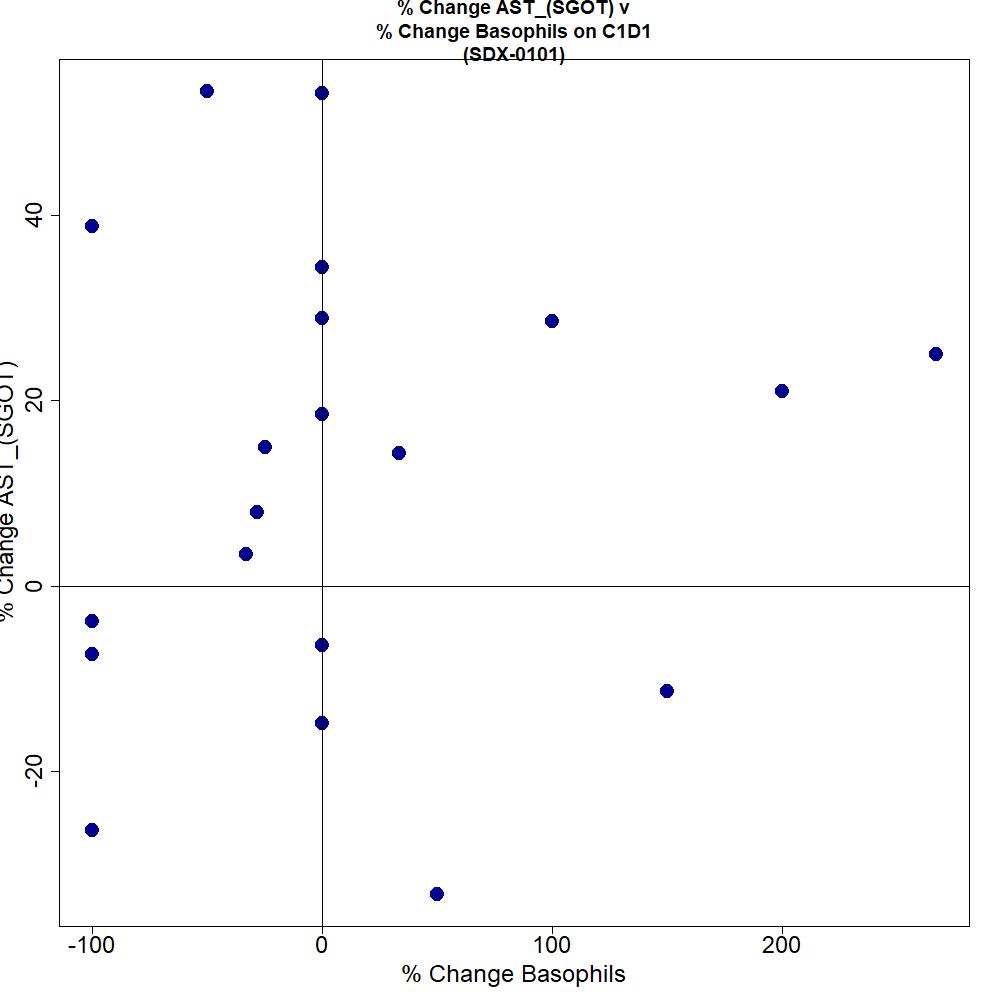 % Change AST_(SGOT) v
% Change Basophils on C1D1
(SDX-0101)
% Change AST_(SGOT)
40
20
0
-20
-100
0
100
200
% Change Basophils